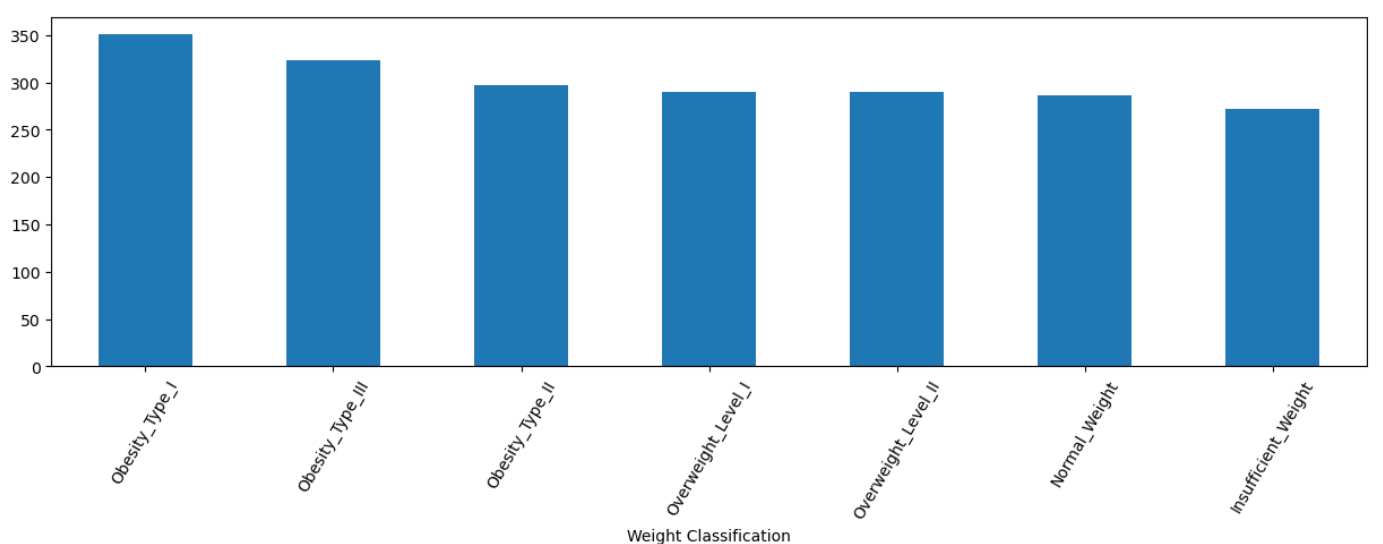 350
300
250
200
150
100
50
0
Obesity_Type_I
Obesity_Type_III
Obesity_Type_II
Overweight_Level_I
Overweight_Level_II
Normal_Weight
Insufficient_Weight
Weight Classification